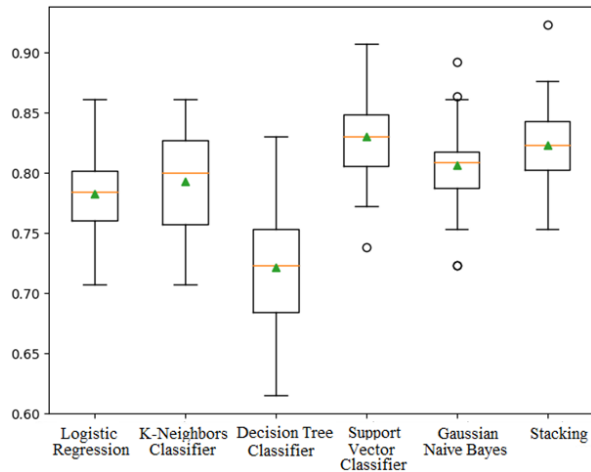 0.90
0.85
0.80
0.75
0.70
0.65
0.60
Logistic Regression
K-Neighbors Classifier
Decision Tree Classifier
Support Vector Classifier
Gaussian Naive Bayes
Stacking